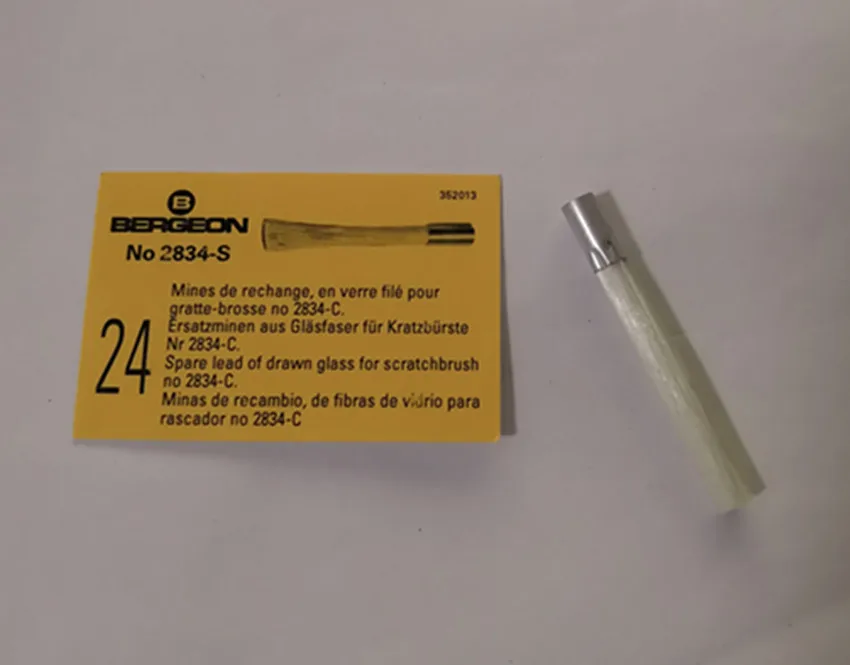 352013
B
BERGEON
No 2834-S
24
Mines de rechange, en verre filé pour
gratte-brosse no 2834-C.
Ersatzminen aus Gläsfaser für Kratzbürste
Nr 2834-C.
Spare lead of drawn glass for scratchbrush
no 2834-C.
Minas de recambio, de fibras de vidrio para
rascador no 2834-C